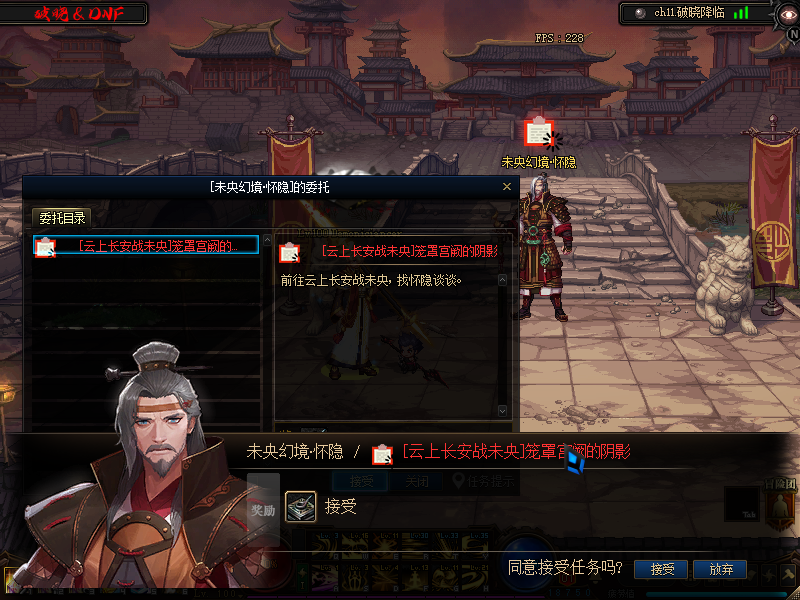 破晓&DNF
ch11.破晓降临
N
FPS : 228
未央幻境·怀隐
[未央幻境·怀隐]的委托
委托目录
[云上长安战未央]笼罩宫阙的...
[云上长安战未央]笼罩宫阙的阴影
前往云上长安战未央，找怀隐谈谈。
未央幻境·怀隐 / [云上长安战未央]笼罩宫阙的阴影
接受 关闭 任务提示
奖励 接受
冒险团
Tab
同意接受任务吗? 接受 放弃